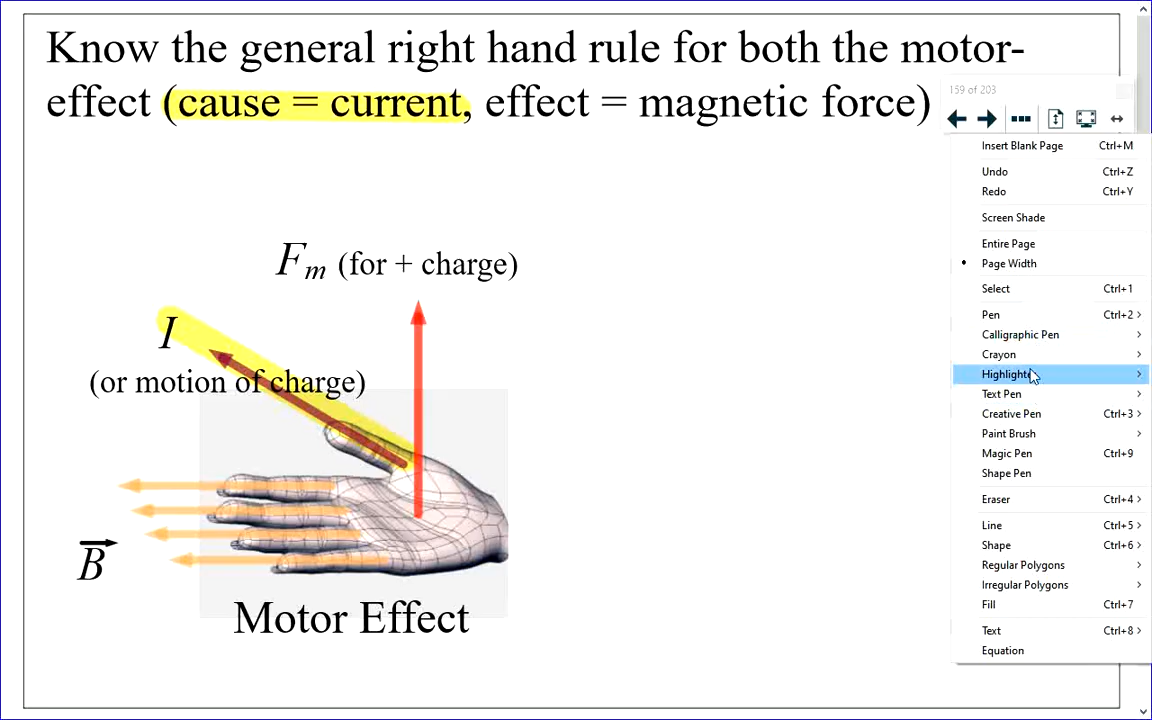 Know the general right hand rule for both the motor-
effect (cause = current, effect = magnetic force)
159 of 203
Insert Blank Page Ctrl+M
Undo Ctrl+Z
Redo Ctrl+Y
Screen Shade
Entire Page
Page Width
Select Ctrl+1
Pen Ctrl+2
Calligraphic Pen
Crayon
Highlighte
Text Pen
Creative Pen Ctrl+3
Paint Brush
Magic Pen Ctrl+9
Shape Pen
Eraser Ctrl+4
Line Ctrl+5
Shape Ctrl+6
Regular Polygons
Irregular Polygons
Fill Ctrl+7
Text Ctrl+8
Equation
Fm (for + charge)
I
(or motion of charge)
B
Motor Effect